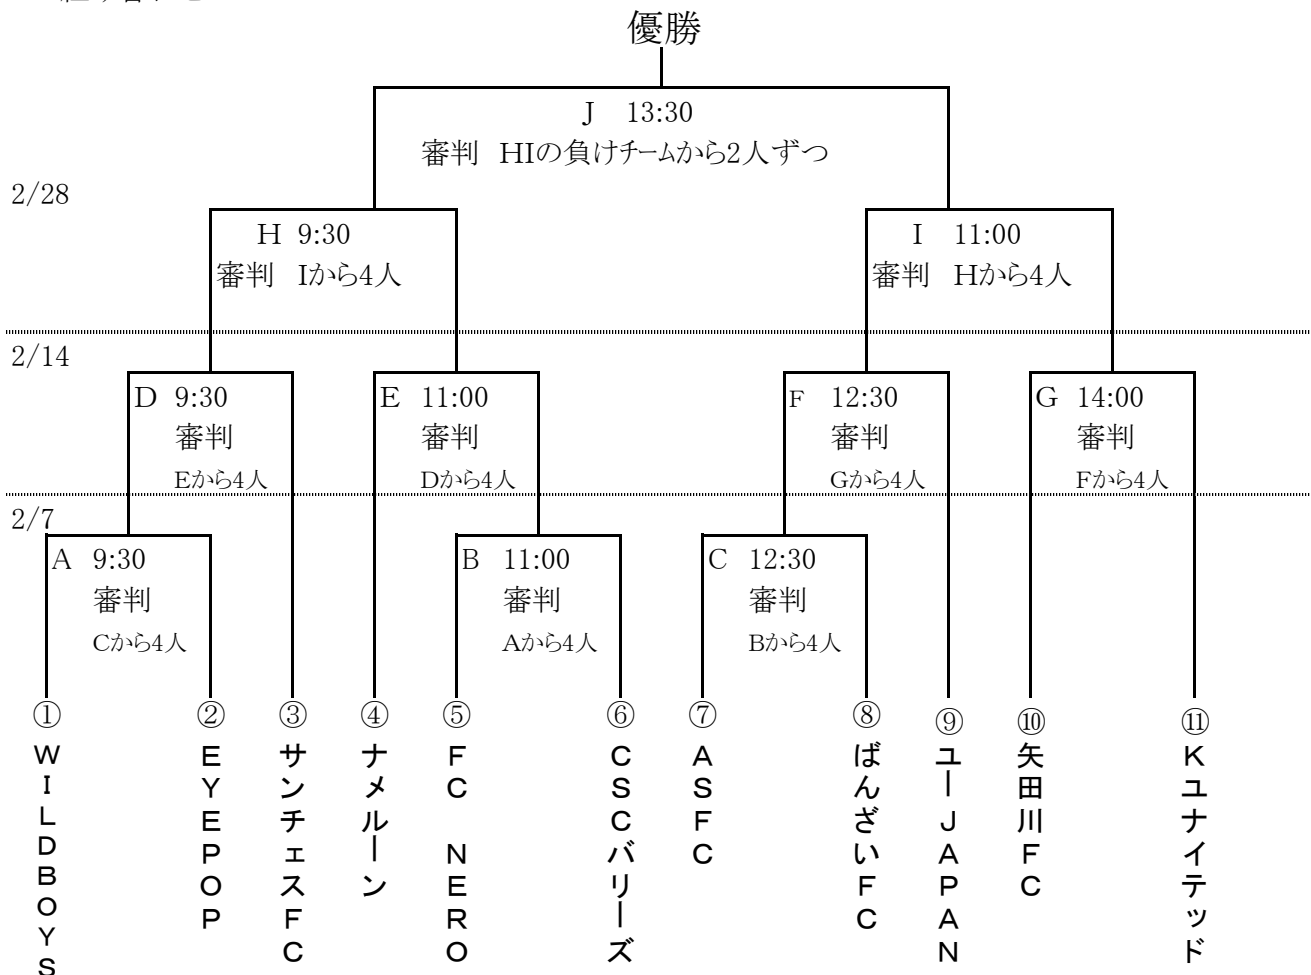 優勝
J 13:30
審判 HIの負けチームから2人ずつ
2/28
H 9:30
審判 Iから4人
I 11:00
審判 Hから4人
2/14
D 9:30
審判
Eから4人
E 11:00
審判
Dから4人
F 12:30
審判
Gから4人
G 14:00
審判
Fから4人
2/7
A 9:30
審判
Cから4人
B 11:00
審判
Aから4人
C 12:30
審判
Bから4人
① WILDBOYS
② EYEPOP
③ サンチェスFC
④ ナメルーン
⑤ FC NERO
⑥ CSCバリーズ
⑦ ASFC
⑧ ばんざいFC
⑨ ユーJAPAN
⑩ 矢田川FC
⑪ Kユナイテッド